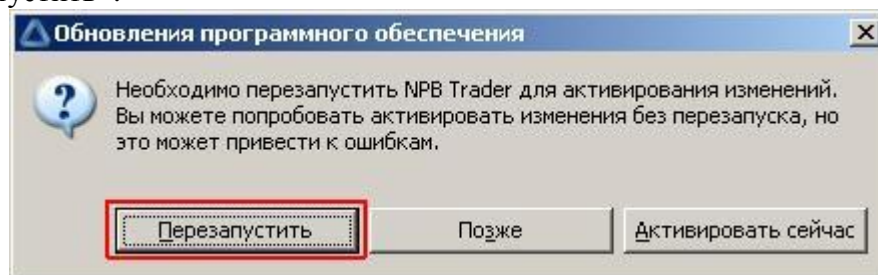 Обновления программного обеспечения
Необходимо перезапустить NPB Trader для активирования изменений.
Вы можете попробовать активировать изменения без перезапуска, но
это может привести к ошибкам.
Перезапустить Позже Активировать сейчас